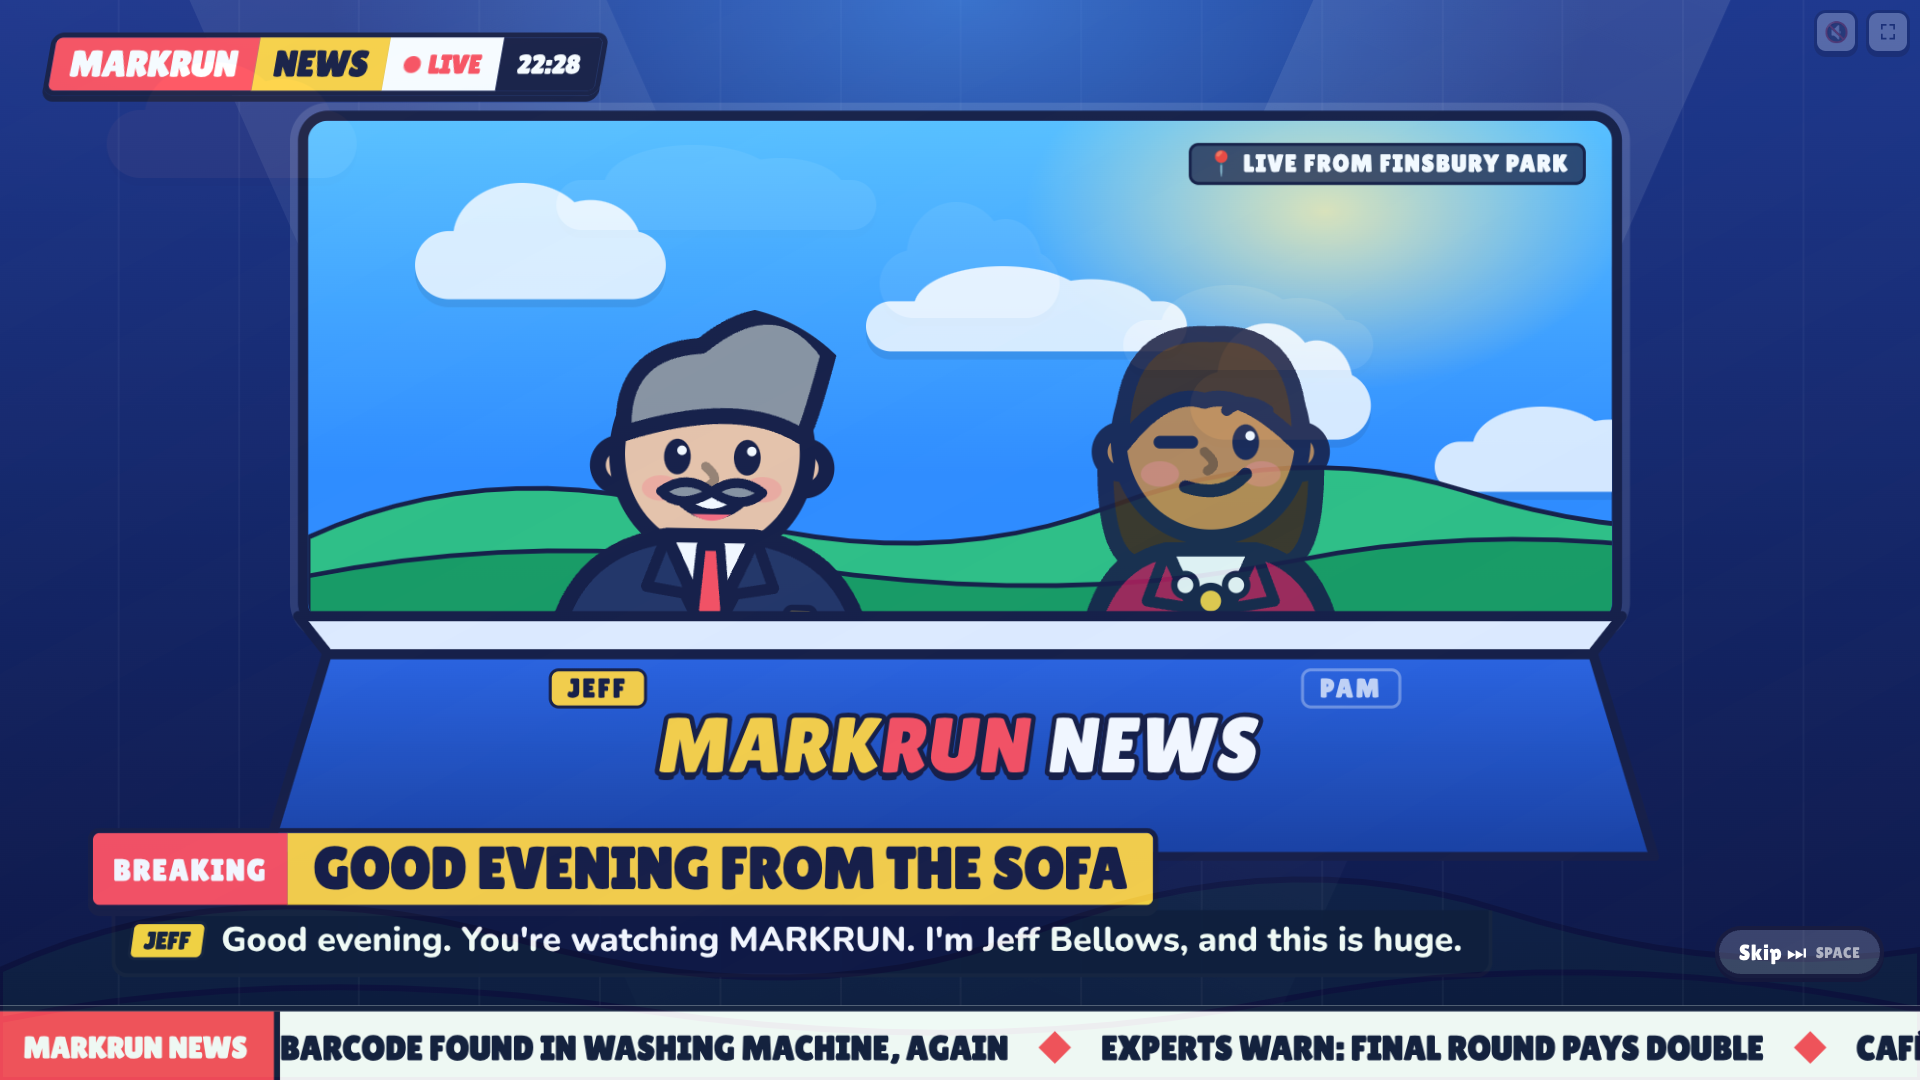 MARKRUN NEWS LIVE 22:28
📍 LIVE FROM FINSBURY PARK
JEFF
PAM
MARKRUN NEWS
BREAKING GOOD EVENING FROM THE SOFA
JEFF Good evening. You're watching MARKRUN. I'm Jeff Bellows, and this is huge.
Skip ⏭ SPACE
MARKRUN NEWS BARCODE FOUND IN WASHING MACHINE, AGAIN ◆ EXPERTS WARN: FINAL ROUND PAYS DOUBLE ◆